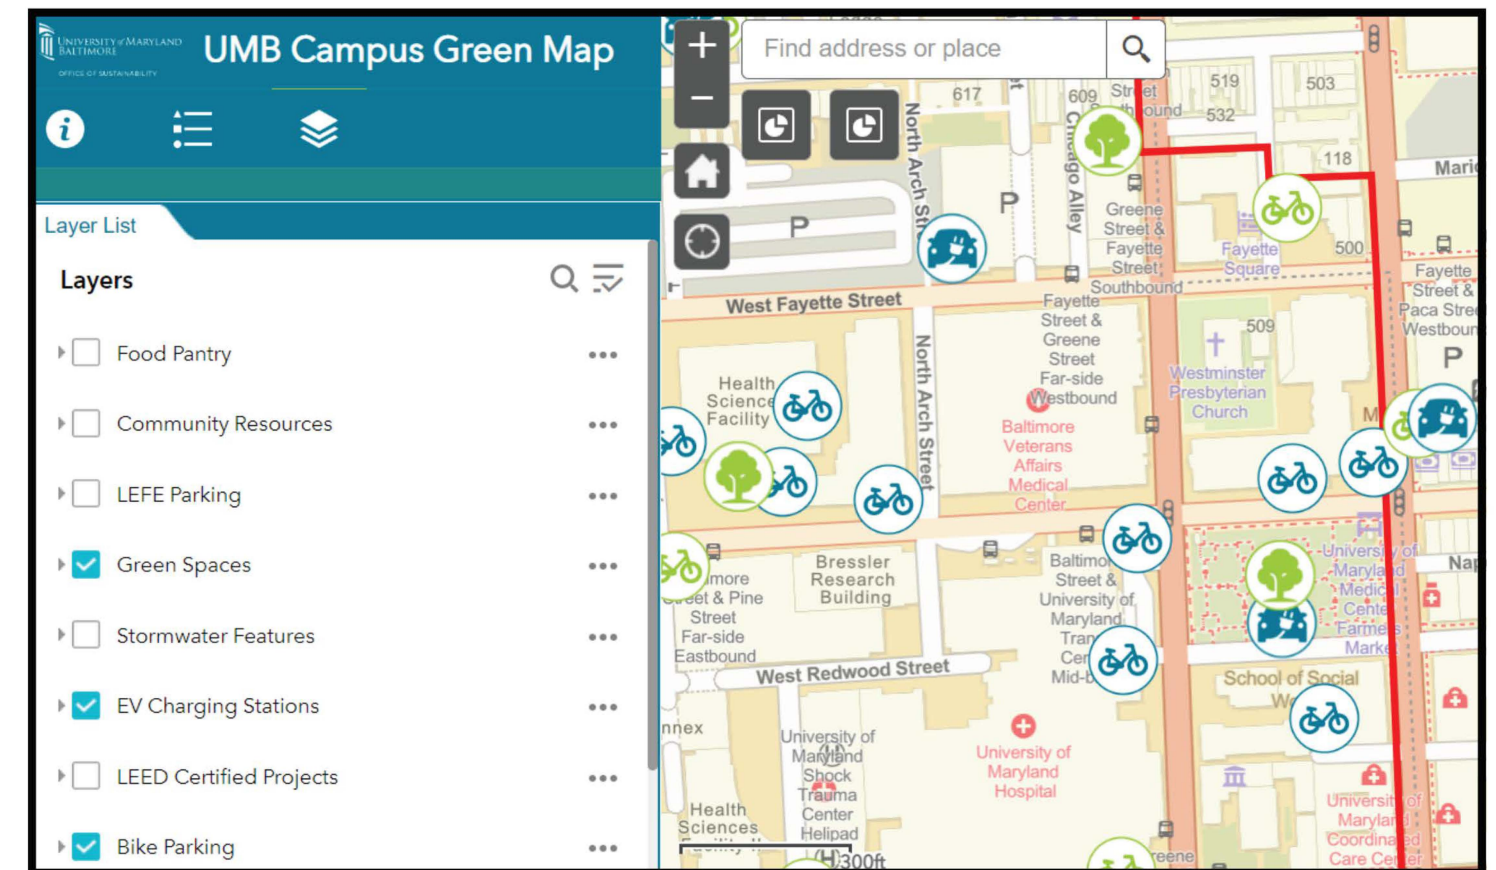 UNIVERSITY of MARYLAND
BALTIMORE
OFFICE OF SUSTAINABILITY
UMB Campus Green Map
Layer List
Layers
Food Pantry
Community Resources
LEFE Parking
Green Spaces
Stormwater Features
EV Charging Stations
LEED Certified Projects
Bike Parking
Find address or place
617
609
Street
519
532
503
118
Chicago Alley
P
P
Greene
Street &
Fayette
Street,
Southbound
Fayette
Square
500
Fayette
Street &
Westbound
P
West Fayette Street
North Arch Street
Fayette
Street &
Greene
Street
Far-side
Westbound
509
Westminster
Presbyterian
Church
Health
Science
Facility
Baltimore
Veterans
Affairs
Medical
Center
Bressler
Research
Building
Street & Pine
Street
Far-side
Eastbound
Street &
University of
Maryland
University of
Maryland
Medical
Farmers
Market
West Redwood Street
School of Social
University of
Maryland
Shock
Trauma
Center
Helipad
University of
Maryland
Hospital
Health
Sciences
300ft
University of
Maryland
Coordinated
Care Center